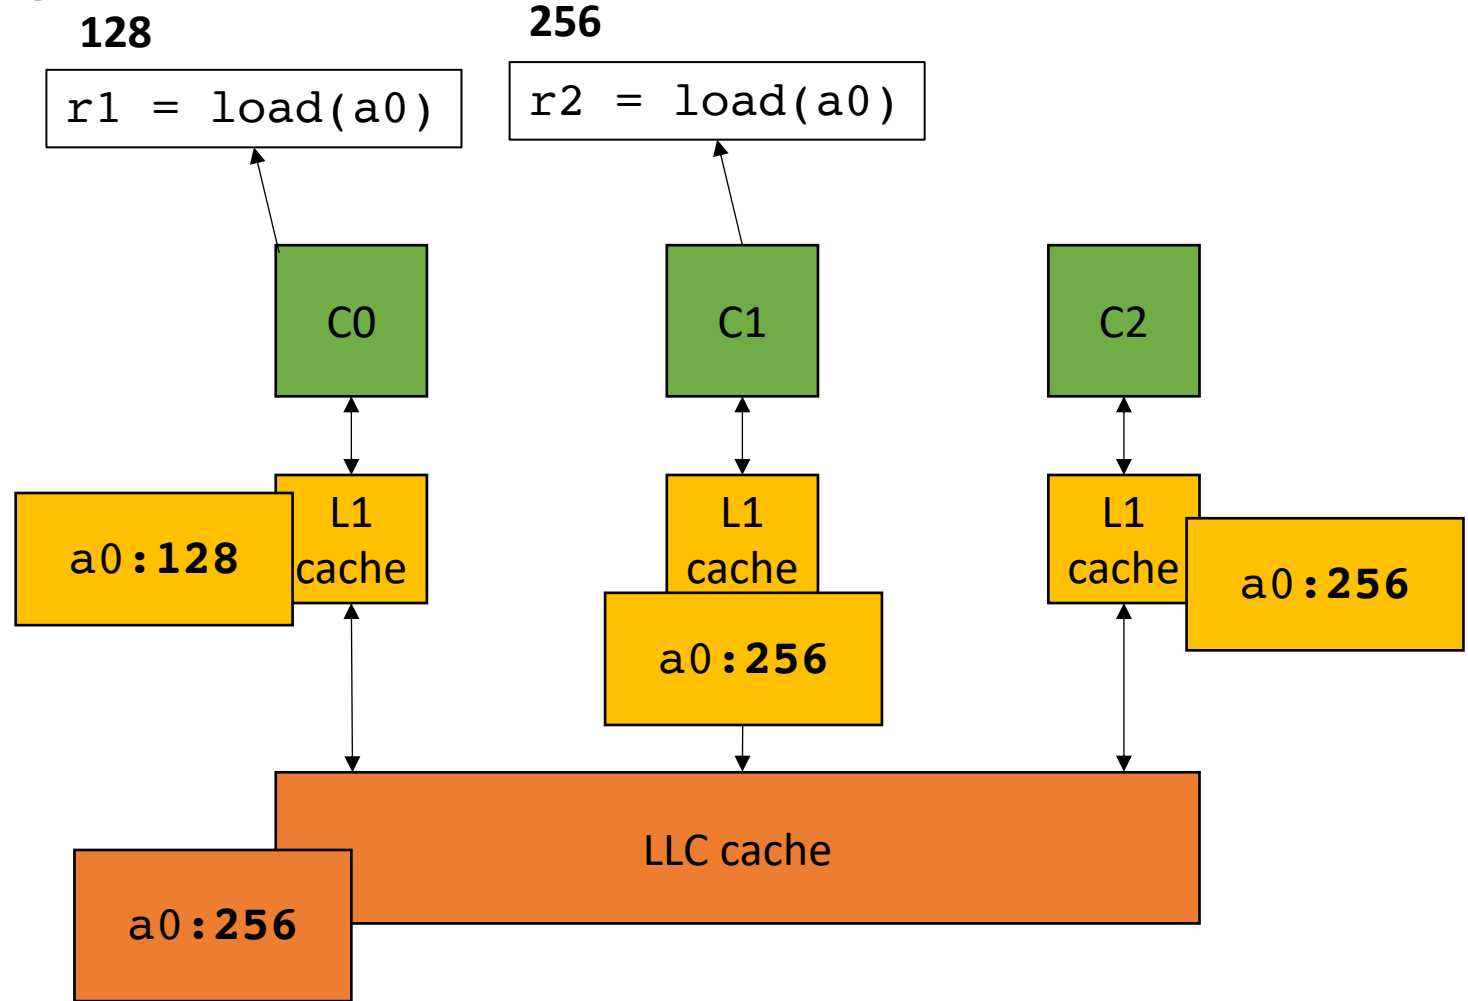 128
256
r1 = load(a0)
r2 = load(a0)
C0
C1
C2
L1
cache
L1
cache
L1
cache
a0:128
a0:256
a0:256
LLC cache
a0:256